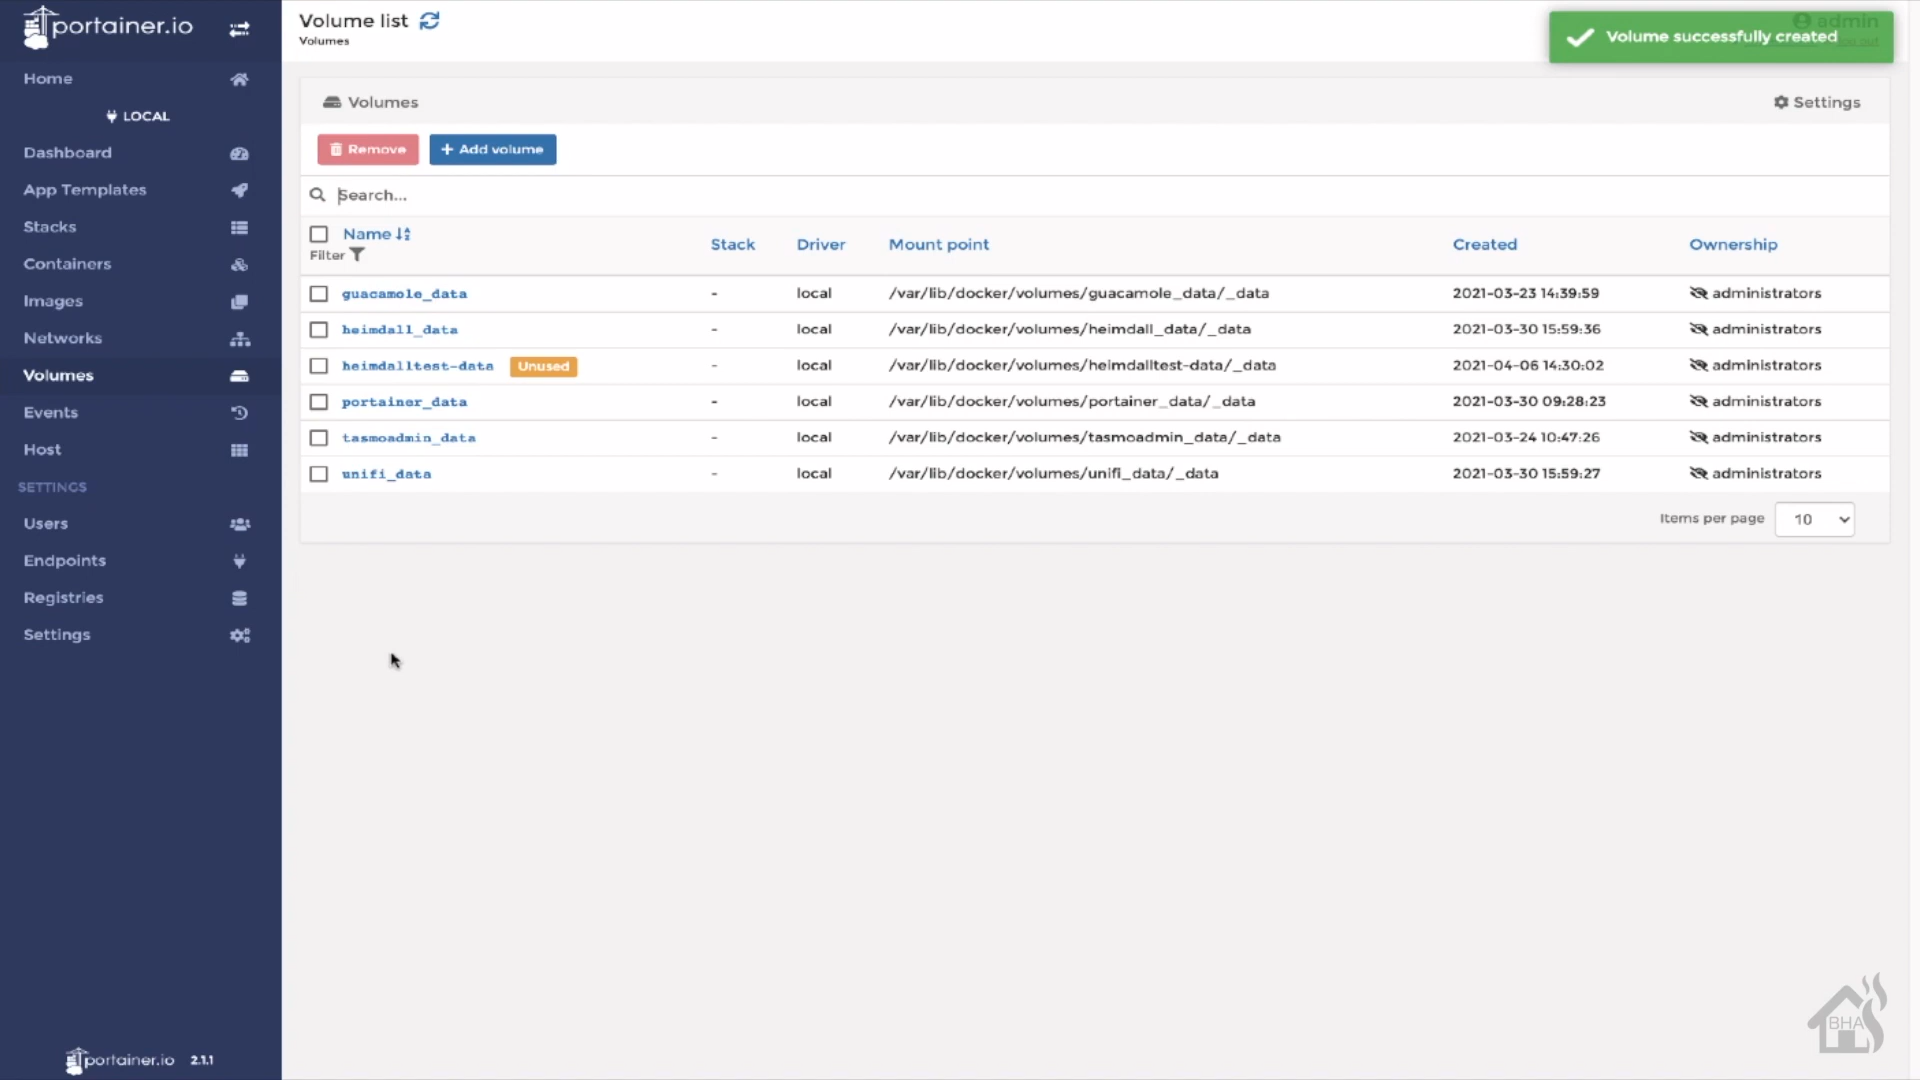 portainer.io
Volume list
Volumes
admin
log out
Volume successfully created
Home
LOCAL
Dashboard
App Templates
Stacks
Containers
Images
Networks
Volumes
Events
Host
SETTINGS
Users
Endpoints
Registries
Settings
portainer.io 2.1.1
Volumes
Settings
Remove
+ Add volume
Search...
Name Stack Driver Mount point Created Ownership
Filter
guacamole_data - local /var/lib/docker/volumes/guacamole_data/_data 2021-03-23 14:39:59 administrators
heimdall_data - local /var/lib/docker/volumes/heimdall_data/_data 2021-03-30 15:59:36 administrators
heimdalltest-data Unused - local /var/lib/docker/volumes/heimdalltest-data/_data 2021-04-06 14:30:02 administrators
portainer_data - local /var/lib/docker/volumes/portainer_data/_data 2021-03-30 09:28:23 administrators
tasmoadmin_data - local /var/lib/docker/volumes/tasmoadmin_data/_data 2021-03-24 10:47:26 administrators
unifi_data - local /var/lib/docker/volumes/unifi_data/_data 2021-03-30 15:59:27 administrators
Items per page 10
BHA